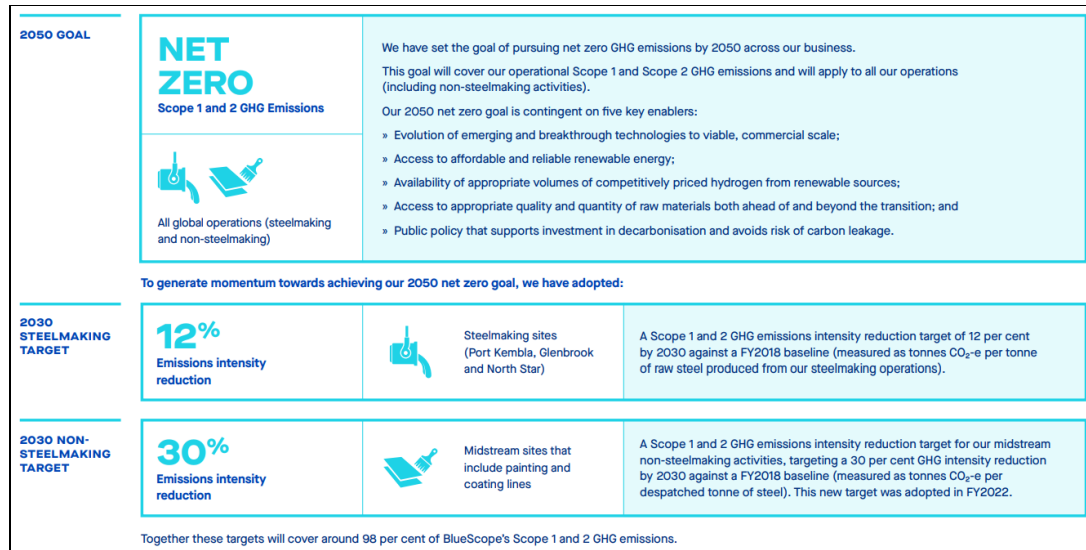 2050 GOAL
NET
ZERO
Scope 1 and 2 GHG Emissions
All global operations (steelmaking
and non-steelmaking)
We have set the goal of pursuing net zero GHG emissions by 2050 across our business.
This goal will cover our operational Scope 1 and Scope 2 GHG emissions and will apply to all our operations
(including non-steelmaking activities).
Our 2050 net zero goal is contingent on five key enablers:
» Evolution of emerging and breakthrough technologies to viable, commercial scale;
» Access to affordable and reliable renewable energy;
» Availability of appropriate volumes of competitively priced hydrogen from renewable sources;
» Access to appropriate quality and quantity of raw materials both ahead of and beyond the transition; and
» Public policy that supports investment in decarbonisation and avoids risk of carbon leakage.
To generate momentum towards achieving our 2050 net zero goal, we have adopted:
2030
STEELMAKING
TARGET
12%
Emissions intensity
reduction
Steelmaking sites
(Port Kembla, Glenbrook
and North Star)
A Scope 1 and 2 GHG emissions intensity reduction target of 12 per cent
by 2030 against a FY2018 baseline (measured as tonnes CO₂-e per tonne
of raw steel produced from our steelmaking operations).
2030 NON-
STEELMAKING
TARGET
30%
Emissions intensity
reduction
Midstream sites that
include painting and
coating lines
A Scope 1 and 2 GHG emissions intensity reduction target for our midstream
non-steelmaking activities, targeting a 30 per cent GHG intensity reduction
by 2030 against a FY2018 baseline (measured as tonnes CO₂-e per
despatched tonne of steel). This new target was adopted in FY2022.
Together these targets will cover around 98 per cent of BlueScope's Scope 1 and 2 GHG emissions.